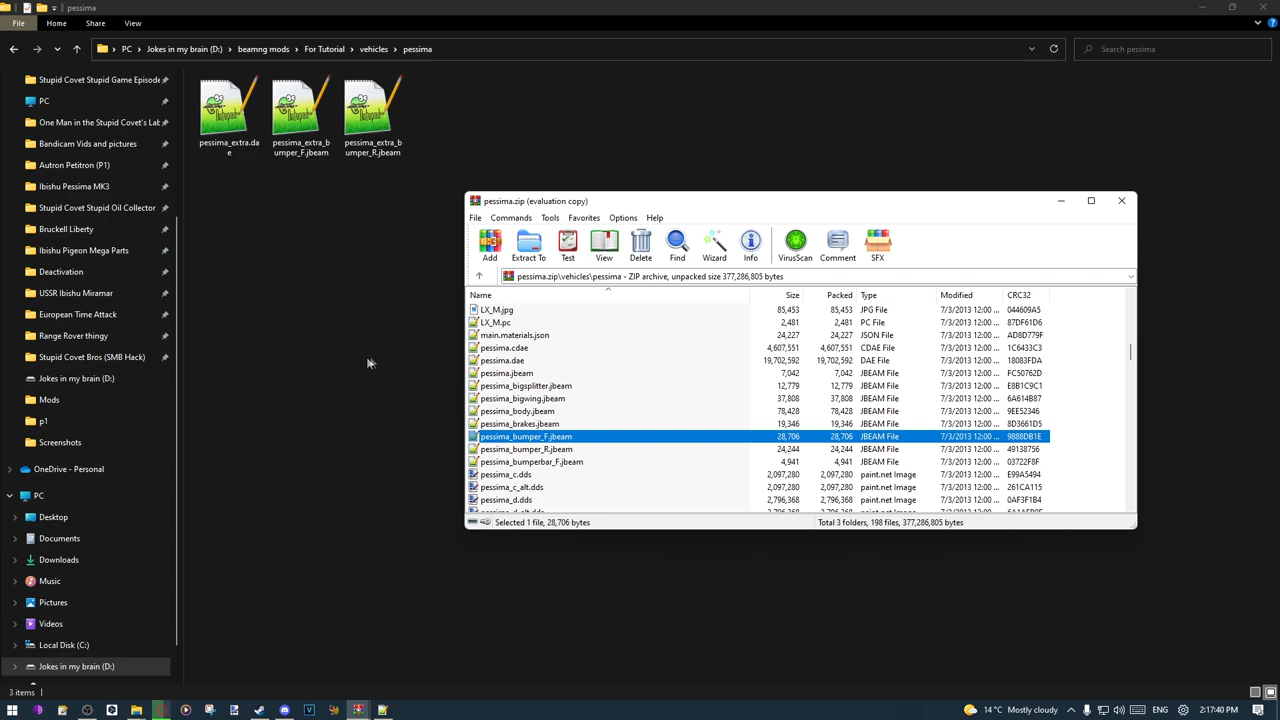 pessima
File
Home
Share
View
PC
Jokes in my brain (D:)
beamng mods
For Tutorial
vehicles
pessima
Search pessima
Stupid Covet Stupid Game Episode
PC
One Man in the Stupid Covet's Lab
Bandicam Vids and pictures
Autron Petitron (P1)
Ibishu Pessima MK3
Stupid Covet Stupid Oil Collector
Bruckell Liberty
Ibishu Pigeon Mega Parts
Deactivation
USSR Ibishu Miramar
European Time Attack
Range Rover thingy
Stupid Covet Bros (SMB Hack)
Jokes in my brain (D:)
Mods
p1
Screenshots
OneDrive - Personal
PC
Desktop
Documents
Downloads
Music
Pictures
Videos
Local Disk (C:)
Jokes in my brain (D:)
pessima_extra.da
e
pessima_extra_b
umper_F.jbeam
pessima_extra_b
umper_R.jbeam
pessima.zip (evaluation copy)
File Commands Tools Favorites Options Help
Add Extract To Test View Delete Find Wizard Info VirusScan Comment SFX
pessima.zip\vehicles\pessima - ZIP archive, unpacked size 377,286,805 bytes
Name Size Packed Type Modified CRC32
LX_M.jpg 85,453 85,453 JPG File 7/3/2013 12:00 ... 044609A5
LX_M.pc 2,481 2,481 PC File 7/3/2013 12:00 ... 87DF61D6
main.materials.json 24,227 24,227 JSON File 7/3/2013 12:00 ... AD8D779F
pessima.cdae 4,607,551 4,607,551 CDAE File 7/3/2013 12:00 ... 1C6433C3
pessima.dae 19,702,592 19,702,592 DAE File 7/3/2013 12:00 ... 18083FDA
pessima.jbeam 7,042 7,042 JBEAM File 7/3/2013 12:00 ... FC50762D
pessima_bigsplitter.jbeam 12,779 12,779 JBEAM File 7/3/2013 12:00 ... E8B1C9C1
pessima_bigwing.jbeam 37,808 37,808 JBEAM File 7/3/2013 12:00 ... 6A614B87
pessima_body.jbeam 78,428 78,428 JBEAM File 7/3/2013 12:00 ... 9EE52346
pessima_brakes.jbeam 19,346 19,346 JBEAM File 7/3/2013 12:00 ... 8D3661D5
pessima_bumper_F.jbeam 28,706 28,706 JBEAM File 7/3/2013 12:00 ... 9888DB1E
pessima_bumper_R.jbeam 24,244 24,244 JBEAM File 7/3/2013 12:00 ... 49138756
pessima_bumperbar_F.jbeam 4,941 4,941 JBEAM File 7/3/2013 12:00 ... 03722F8F
pessima_c.dds 2,097,280 2,097,280 paint.net Image 7/3/2013 12:00 ... E99A5494
pessima_c_alt.dds 2,097,280 2,097,280 paint.net Image 7/3/2013 12:00 ... 261CA115
pessima_d.dds 2,796,368 2,796,368 paint.net Image 7/3/2013 12:00 ... 0AF3F1B4
Selected 1 file, 28,706 bytes
Total 3 folders, 198 files, 377,286,805 bytes
3 items
14 °C Mostly cloudy
ENG
2:17:40 PM